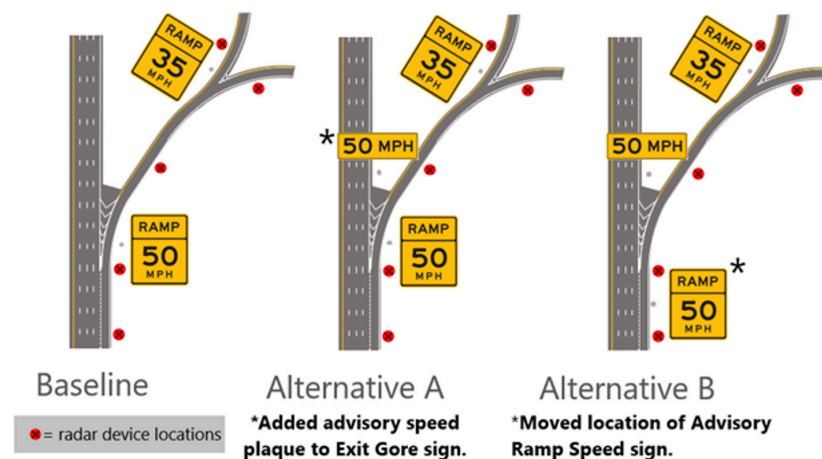 RAMP
35
MPH
RAMP
50
MPH
Baseline
= radar device locations
RAMP
35
MPH
* 50 MPH
RAMP
50
MPH
Alternative A
*Added advisory speed
plaque to Exit Gore sign.
RAMP
35
MPH
50 MPH
RAMP *
50
MPH
Alternative B
*Moved location of Advisory
Ramp Speed sign.